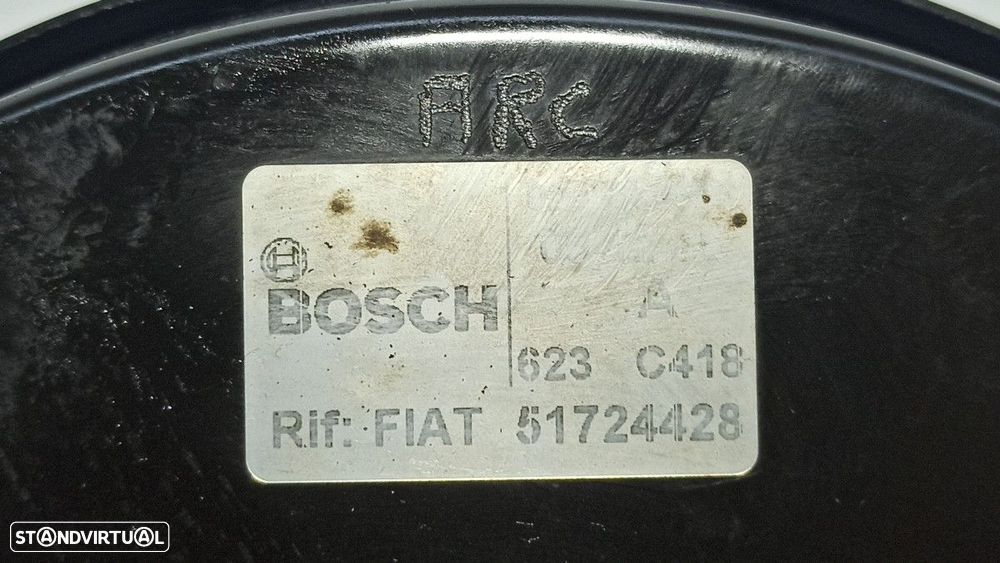 ARC
BOSCH
A
623 C418
Rif: FIAT 51724428
STANDVIRTUAL